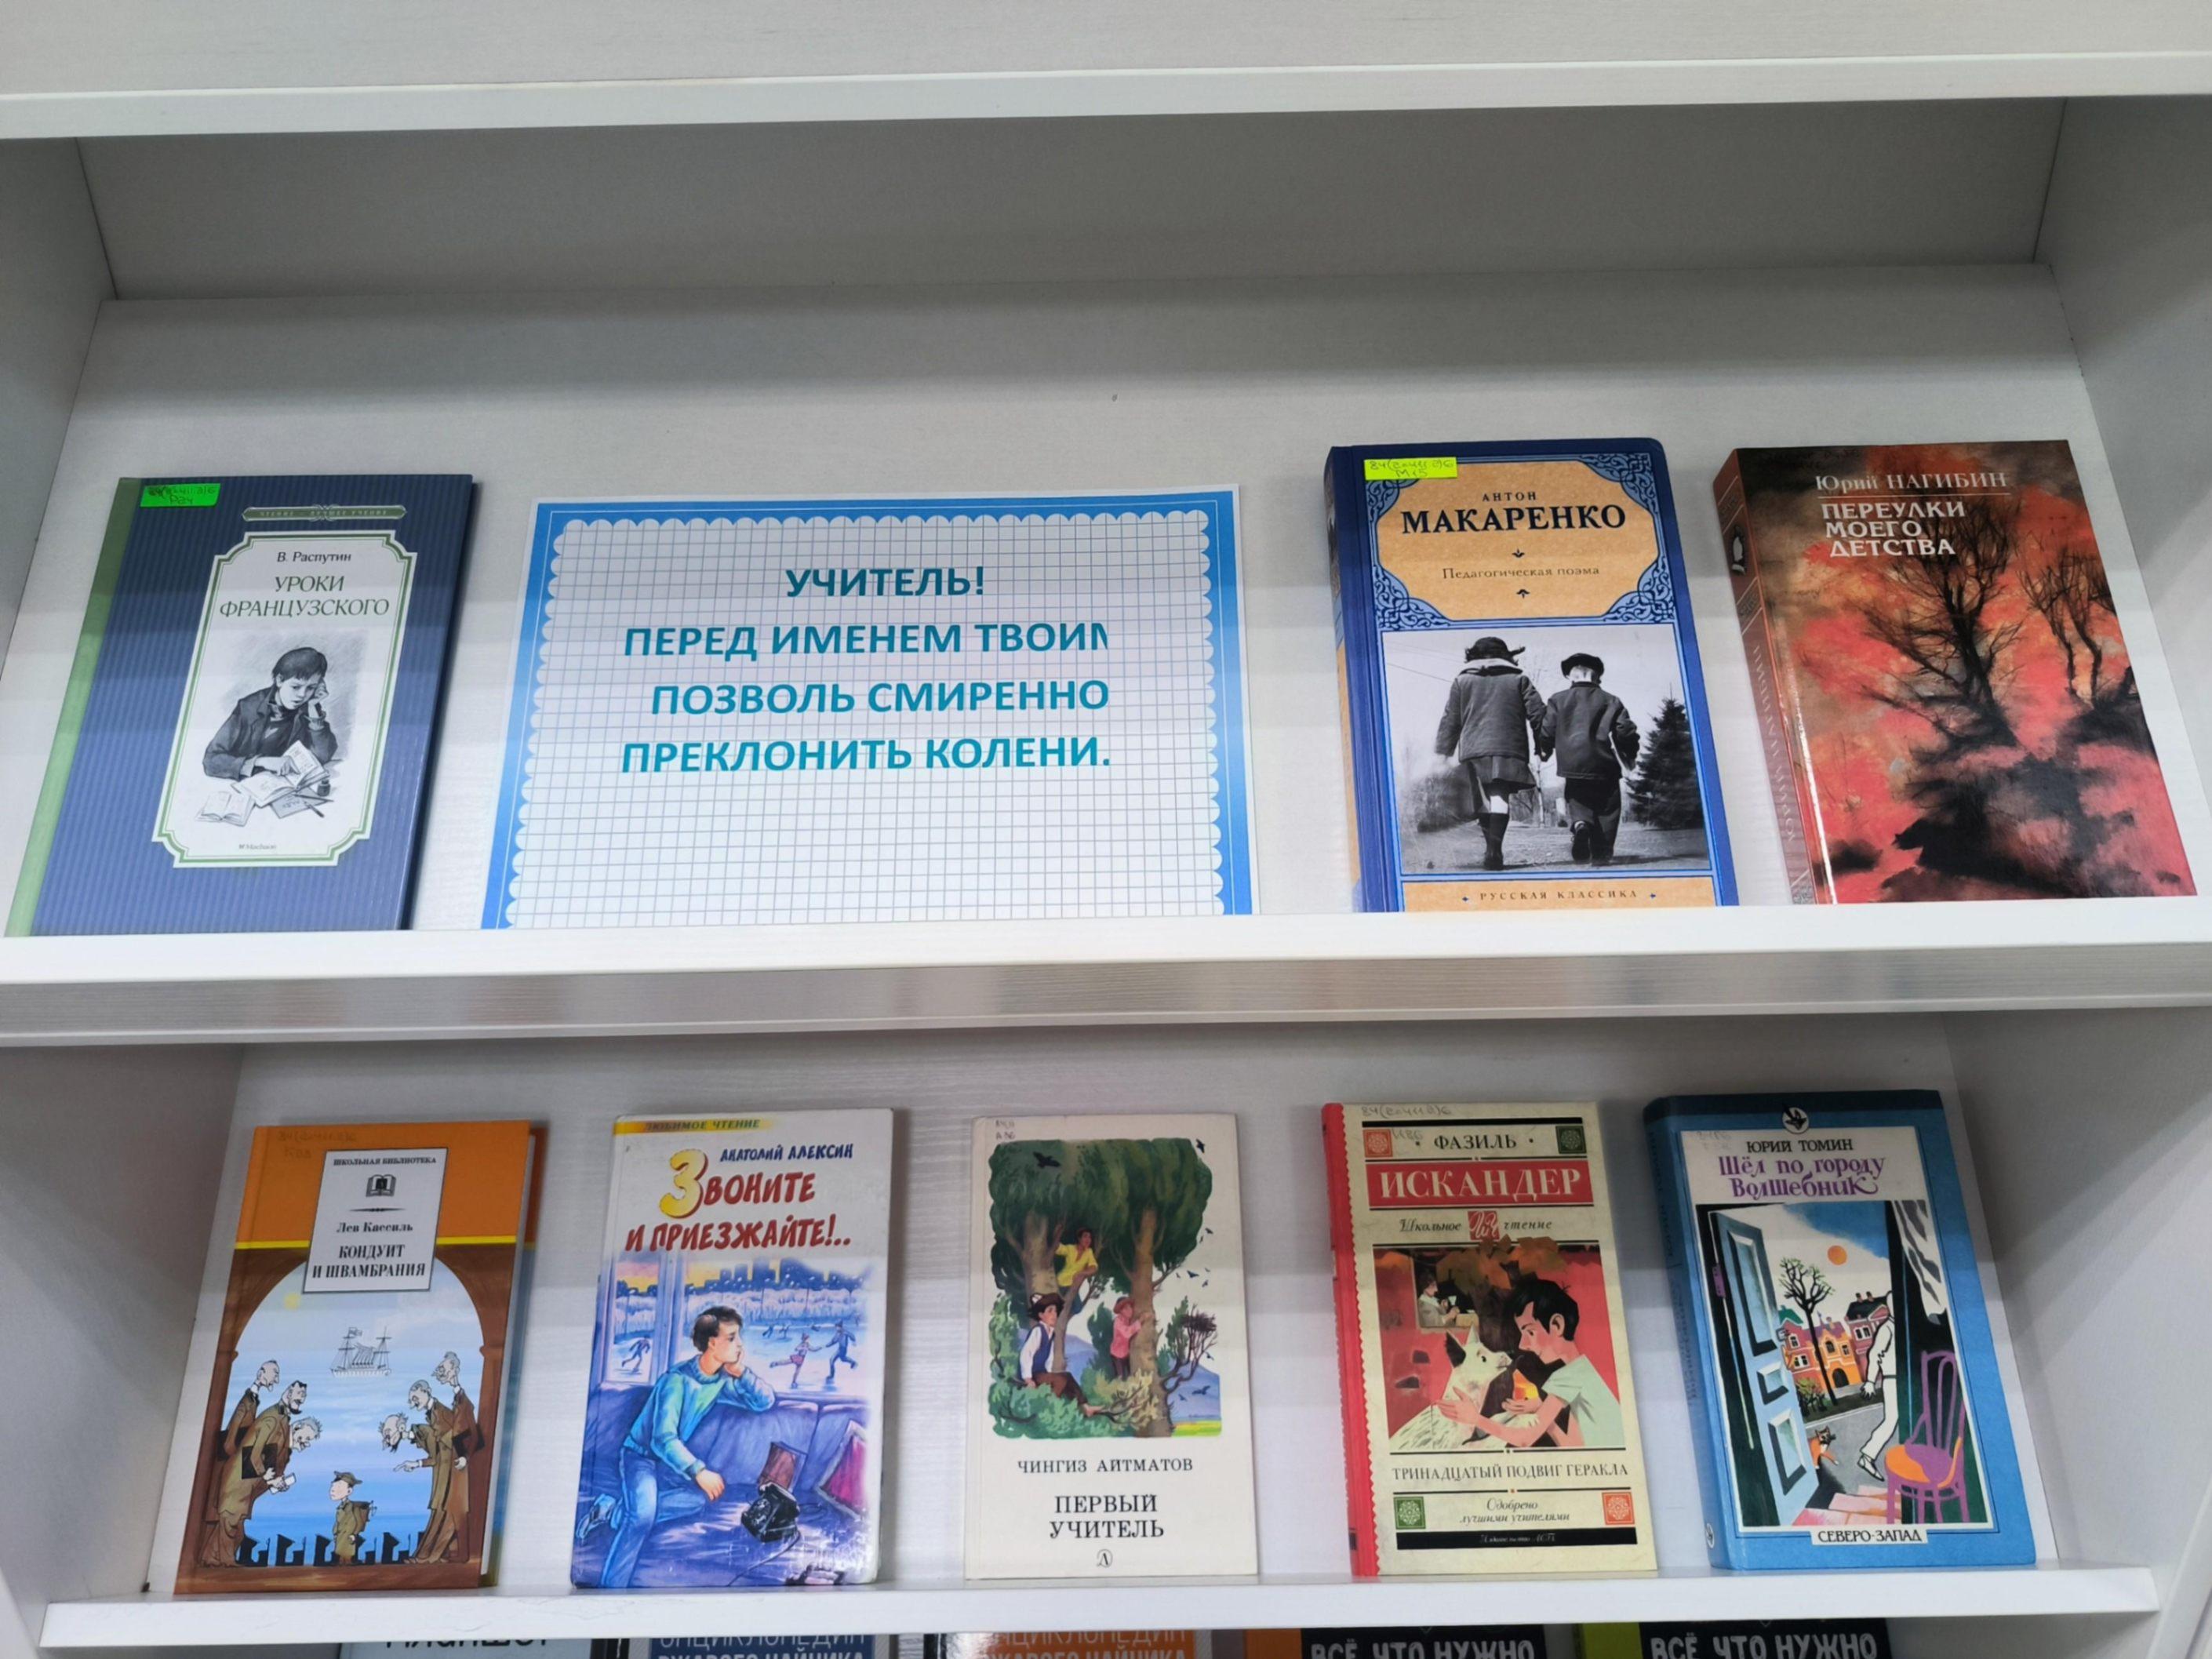 В. Распутин
УРОКИ
ФРАНЦУЗСКОГО
Machaon
УЧИТЕЛЬ!
ПЕРЕД ИМЕНЕМ ТВОИМ
ПОЗВОЛЬ СМИРЕННО
ПРЕКЛОНИТЬ КОЛЕНИ.
АНТОН
МАКАРЕНКО
Педагогическая поэма
РУССКАЯ КЛАССИКА
Юрий НАГИБИН
ПЕРЕУЛКИ
МОЕГО
ДЕТСТВА
ШКОЛЬНАЯ БИБЛИОТЕКА
Лев Кассиль
КОНДУИТ
И ШВАМБРАНИЯ
ЛЮБИМОЕ ЧТЕНИЕ
АНАТОЛИЙ АЛЕКСИН
ЗВОНИТЕ
И ПРИЕЗЖАЙТЕ!..
ЧИНГИЗ АЙТМАТОВ
ПЕРВЫЙ
УЧИТЕЛЬ
ФАЗИЛЬ
ИСКАНДЕР
Школьное чтение
ТРИНАДЦАТЫЙ ПОДВИГ ГЕРАКЛА
Одобрено
лучшими учителями
Издательство АСТ
ЮРИЙ ТОМИН
Шёл по городу
Волшебник
СЕВЕРО-ЗАПАД
ВСЁ, ЧТО НУЖНО
ВСЁ, ЧТО НУЖНО